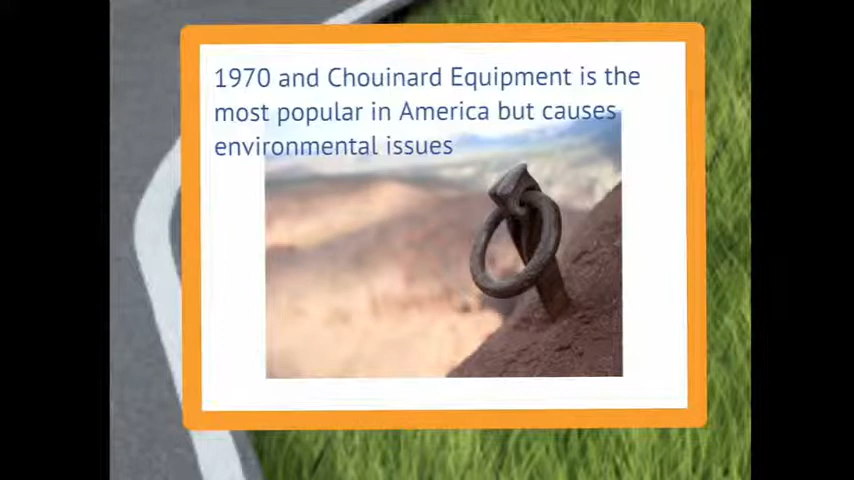 1970 and Chouinard Equipment is the
most popular in America but causes
environmental issues